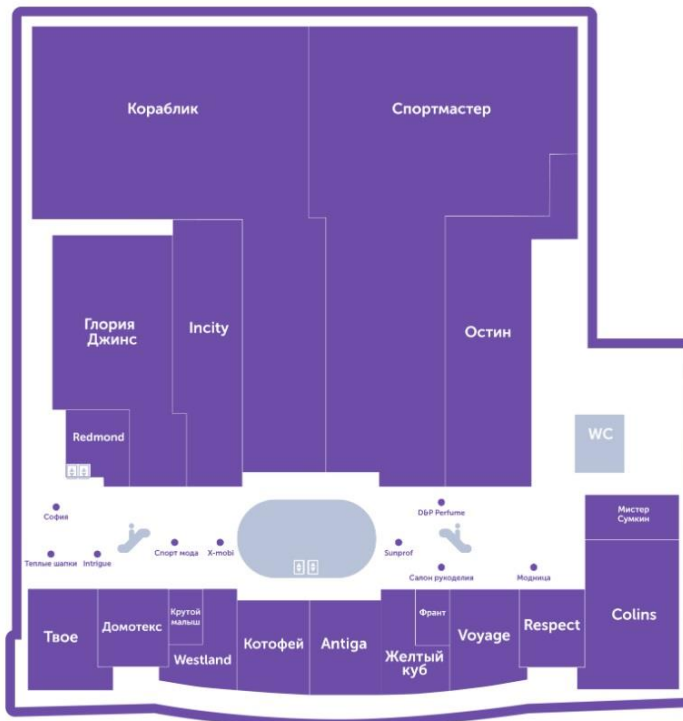 Кораблик
Спортмастер
Глория
Джинс
Incity
Остин
Redmond
WC
София
D&P Perfume
Мистер
Сумкин
Теплые шапки
Intrigue
Спорт мода
X-mobi
Sunprof
Салон рукоделия
Модница
Твое
Домотекс
Крутой
малыш
Westland
Котофей
Antiga
Франт
Желтый
куб
Voyage
Respect
Colins